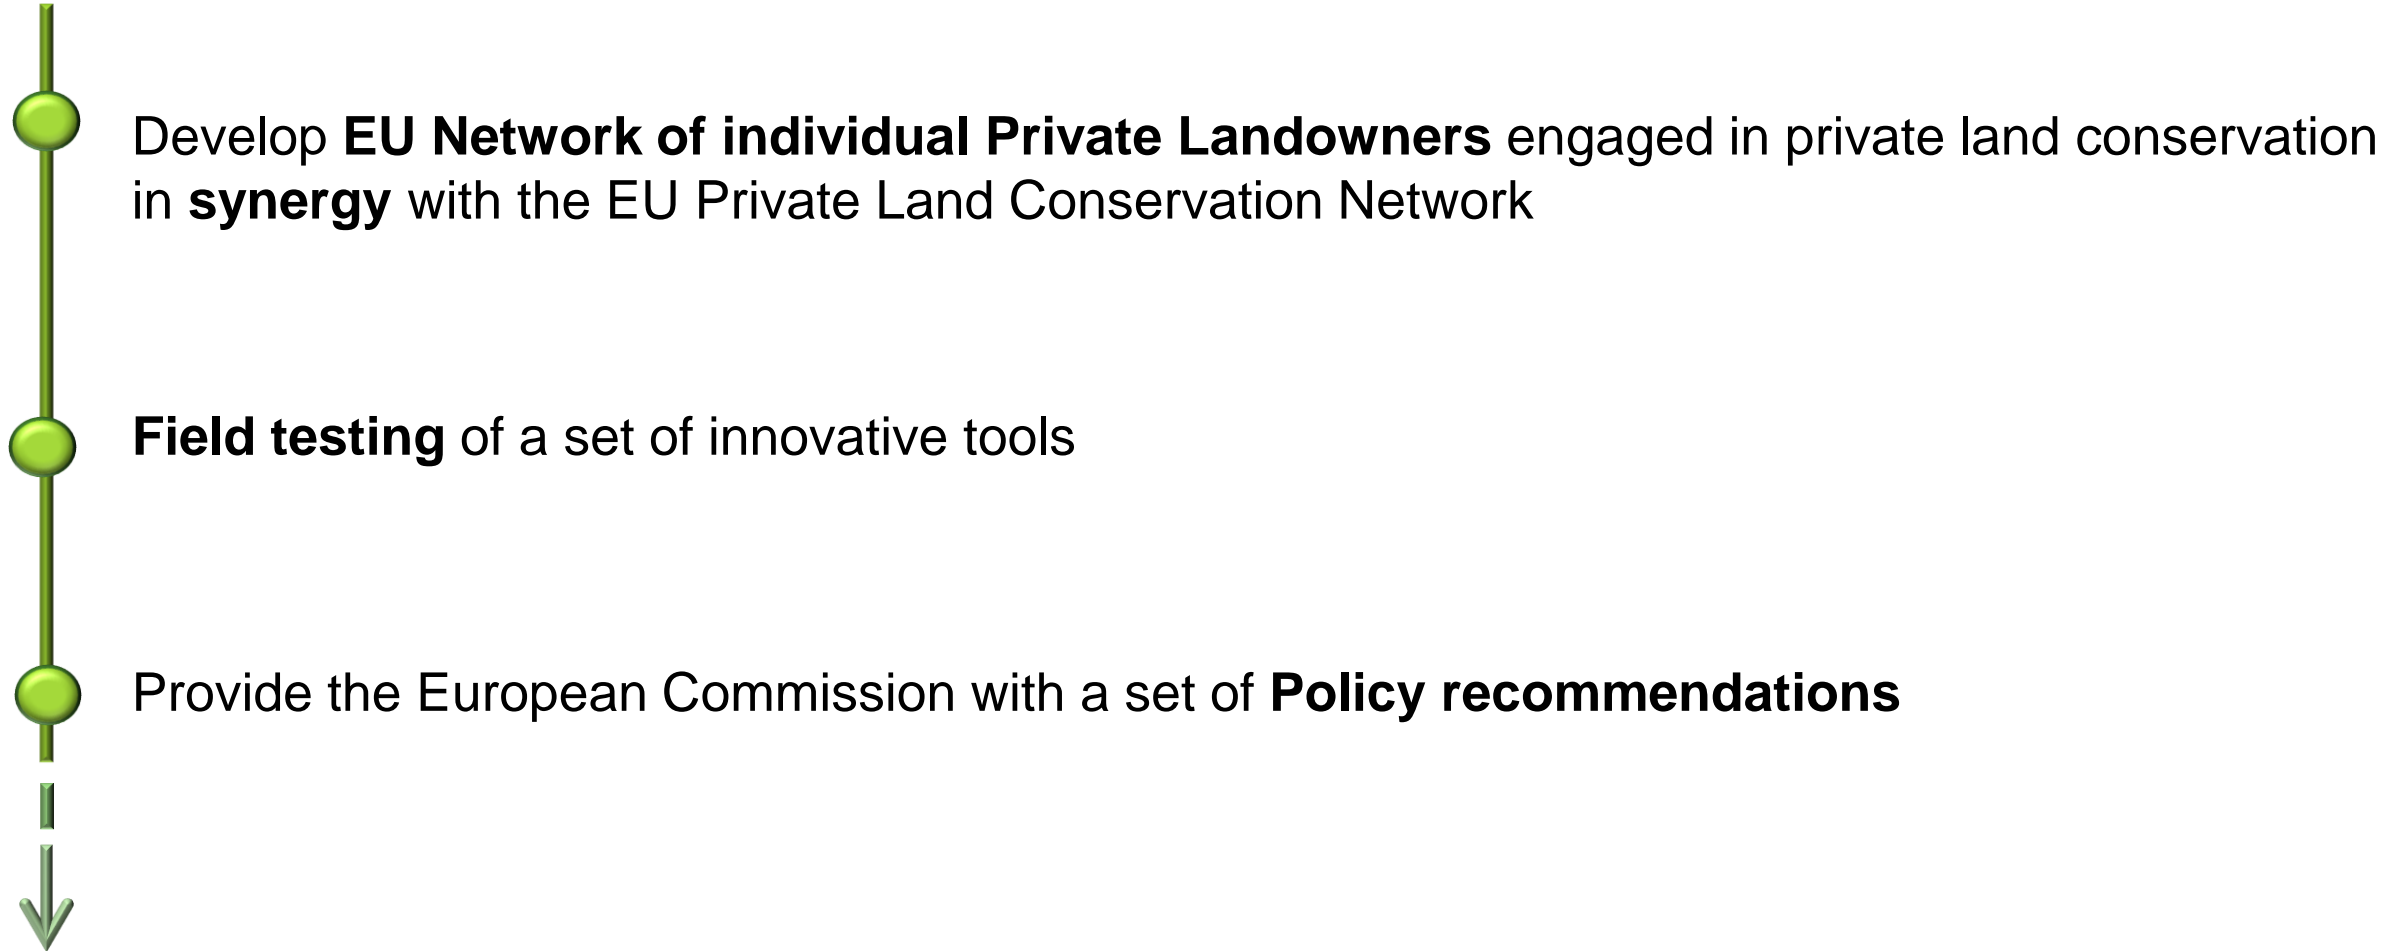 Develop EU Network of individual Private Landowners engaged in private land conservation
in synergy with the EU Private Land Conservation Network
Field testing of a set of innovative tools
Provide the European Commission with a set of Policy recommendations